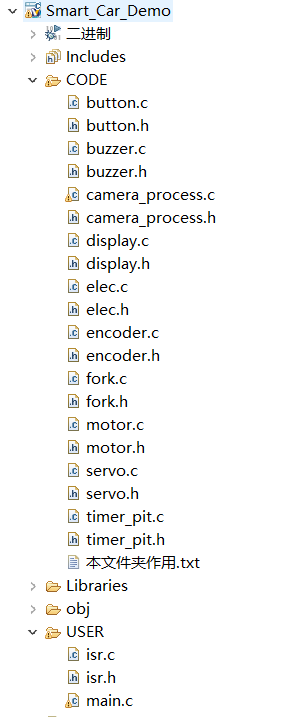 Smart_Car_Demo
二进制
Includes
CODE
button.c
button.h
buzzer.c
buzzer.h
camera_process.c
camera_process.h
display.c
display.h
elec.c
elec.h
encoder.c
encoder.h
fork.c
fork.h
motor.c
motor.h
servo.c
servo.h
timer_pit.c
timer_pit.h
本文件夹作用.txt
Libraries
obj
USER
isr.c
isr.h
main.c